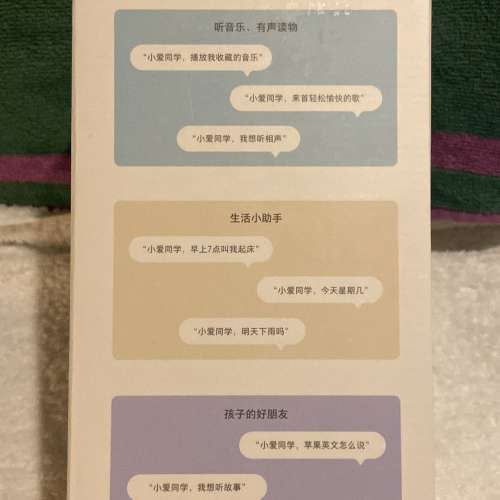 听音乐、有声读物
“小爱同学，播放我收藏的音乐”
“小爱同学，来首轻松愉快的歌”
“小爱同学，我想听相声”
生活小助手
“小爱同学，早上7点叫我起床”
“小爱同学，今天星期几”
“小爱同学，明天下雨吗”
孩子的好朋友
“小爱同学，苹果英文怎么说”
“小爱同学，我想听故事”